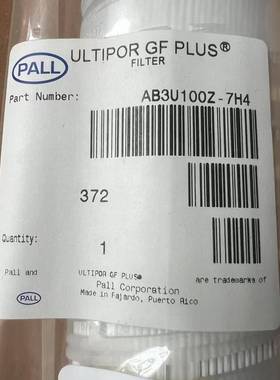 PALL
ULTIPOR GF PLUS®
FILTER
Part Number: AB3U100Z-7H4
372
Quantity: 1
Pall and ULTIPOR GF PLUS® are trademarks of
Pall Corporation
Made in Fajardo, Puerto Rico
PALL